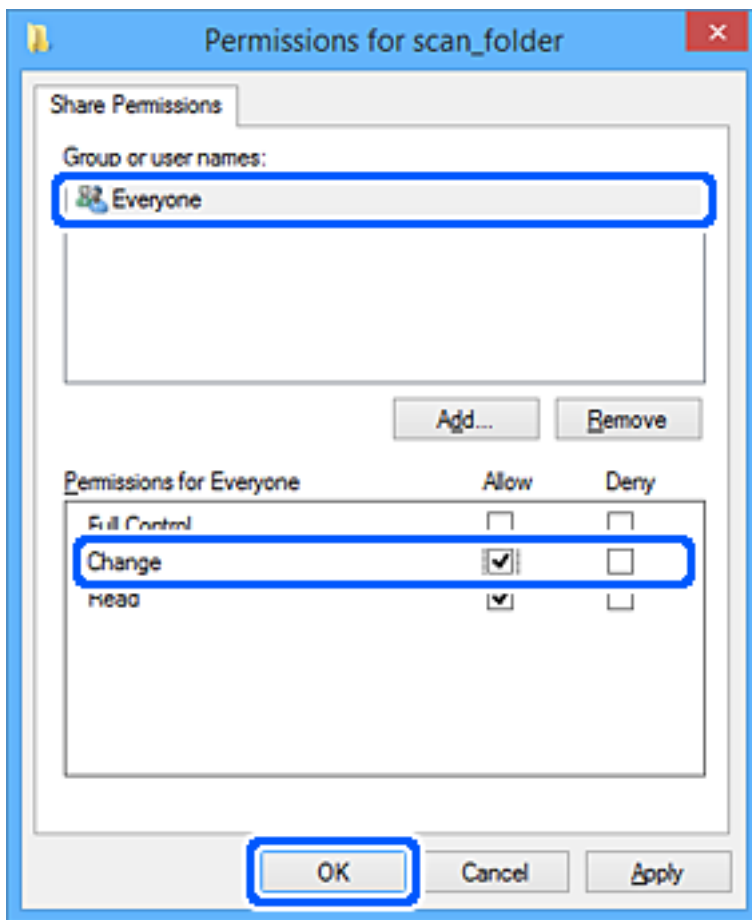 Permissions for scan_folder
Share Permissions
Group or user names:
Everyone
Add... Remove
Permissions for Everyone Allow Deny
Full Control
Change
Read
OK Cancel Apply